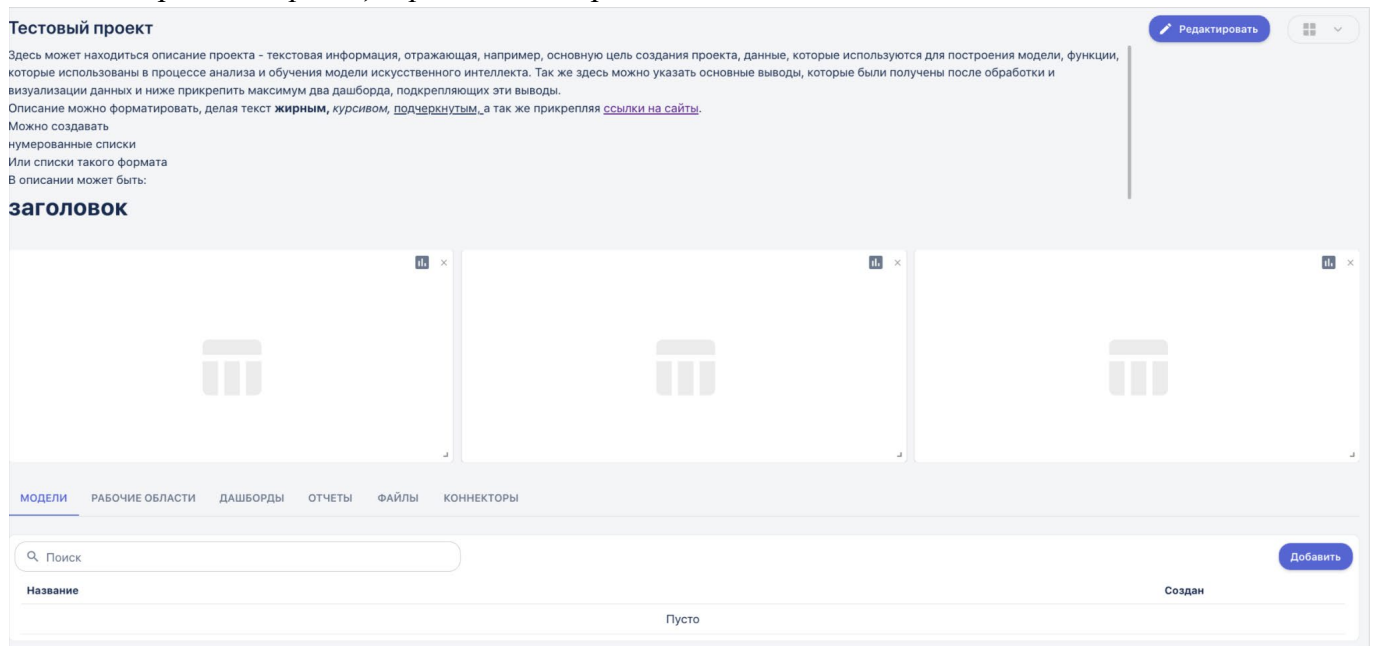 Тестовый проект
Редактировать
Здесь может находиться описание проекта - текстовая информация, отражающая, например, основную цель создания проекта, данные, которые используются для построения модели, функции,
которые использованы в процессе анализа и обучения модели искусственного интеллекта. Так же здесь можно указать основные выводы, которые были получены после обработки и
визуализации данных и ниже прикрепить максимум два дашборда, подкрепляющих эти выводы.
Описание можно форматировать, делая текст жирным, курсивом, подчеркнутым, а так же прикрепляя ссылки на сайты.
Можно создавать
нумерованные списки
Или списки такого формата
В описании может быть:
заголовок
МОДЕЛИ РАБОЧИЕ ОБЛАСТИ ДАШБОРДЫ ОТЧЕТЫ ФАЙЛЫ КОННЕКТОРЫ
Поиск
Добавить
Название Создан
Пусто